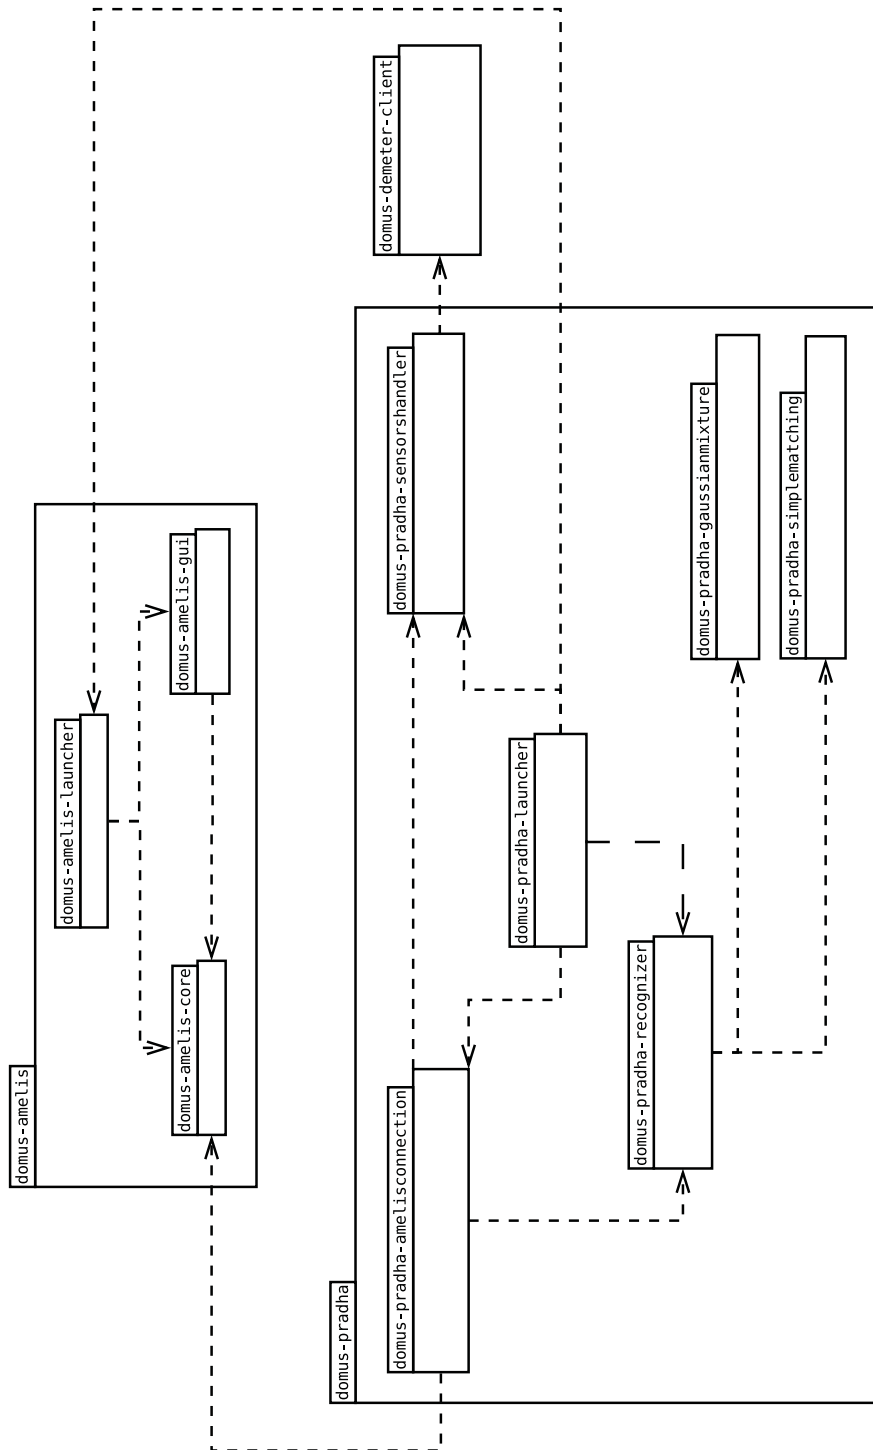 domus-amelis
domus-amelis-core
domus-amelis-launcher
domus-amelis-gui
domus-pradha
domus-pradha-amelisconnection
domus-pradha-sensorshandler
domus-demeter-client
domus-pradha-launcher
domus-pradha-recognizer
domus-pradha-gaussianmixture
domus-pradha-simplematching